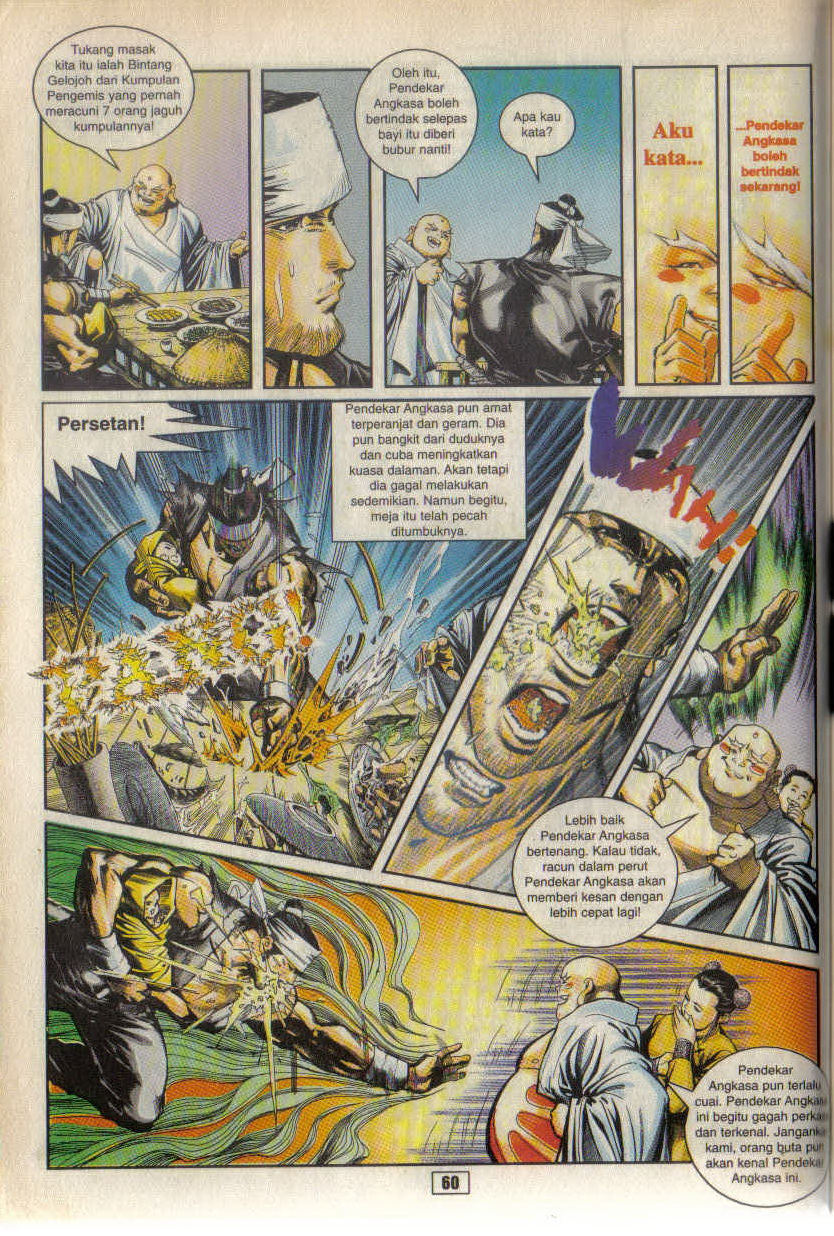 Tukang masak
kita itu ialah Bintang
Gelojoh dari Kumpulan
Pengemis yang pernah
meracuni 7 orang jaguh
kumpulannya!
Oleh itu,
Pendekar
Angkasa boleh
bertindak selepas
bayi itu diberi
bubur nanti!
Apa kau
kata?
Aku
kata...
...Pendekar
Angkasa
boleh
bertindak
sekarang!
Persetan!
Pendekar Angkasa pun amat
terperanjat dan geram. Dia
pun bangkit dari duduknya
dan cuba meningkatkan
kuasa dalaman. Akan tetapi
dia gagal melakukan
sedemikian. Namun begitu,
meja itu telah pecah
ditumbuknya.
WAH!
Lebih baik
Pendekar Angkasa
bertenang. Kalau tidak,
racun dalam perut
Pendekar Angkasa akan
memberi kesan dengan
lebih cepat lagi!
Pendekar
Angkasa pun terlalu
cuai. Pendekar
ini begitu gagah
dan terkenal.
kami, orang buta
akan kenal
Angkasa ini.
60